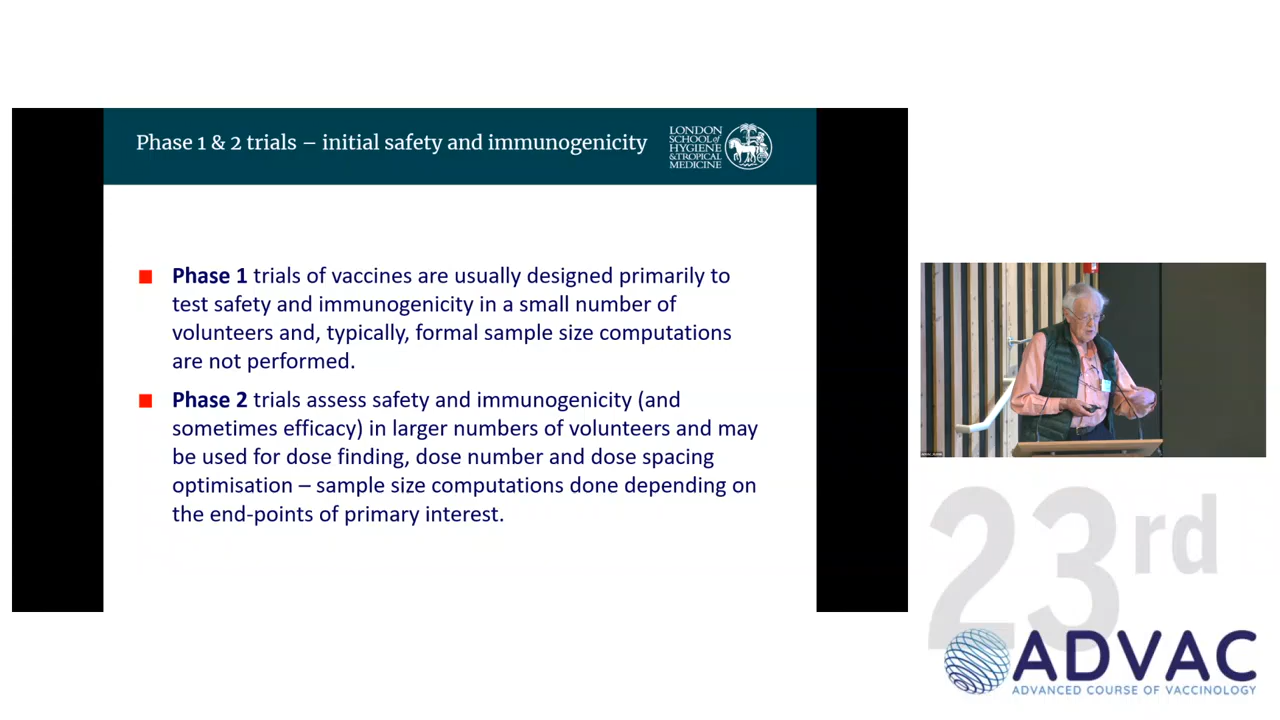 Phase 1 & 2 trials – initial safety and immunogenicity
LONDON
SCHOOL of
HYGIENE
& TROPICAL
MEDICINE
Phase 1 trials of vaccines are usually designed primarily to
test safety and immunogenicity in a small number of
volunteers and, typically, formal sample size computations
are not performed.
Phase 2 trials assess safety and immunogenicity (and
sometimes efficacy) in larger numbers of volunteers and may
be used for dose finding, dose number and dose spacing
optimisation – sample size computations done depending on
the end-points of primary interest.
23rd
ADVAC
ADVANCED COURSE OF VACCINOLOGY